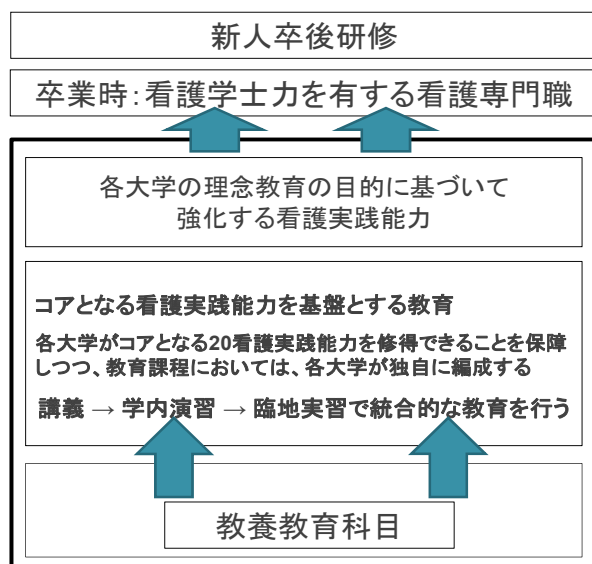 新人卒後研修
卒業時：看護学士力を有する看護専門職
各大学の理念教育の目的に基づいて
強化する看護実践能力
コアとなる看護実践能力を基盤とする教育
各大学がコアとなる20看護実践能力を修得できることを保障
しつつ、教育課程においては、各大学が独自に編成する
講義 → 学内演習 → 臨地実習で統合的な教育を行う
教養教育科目